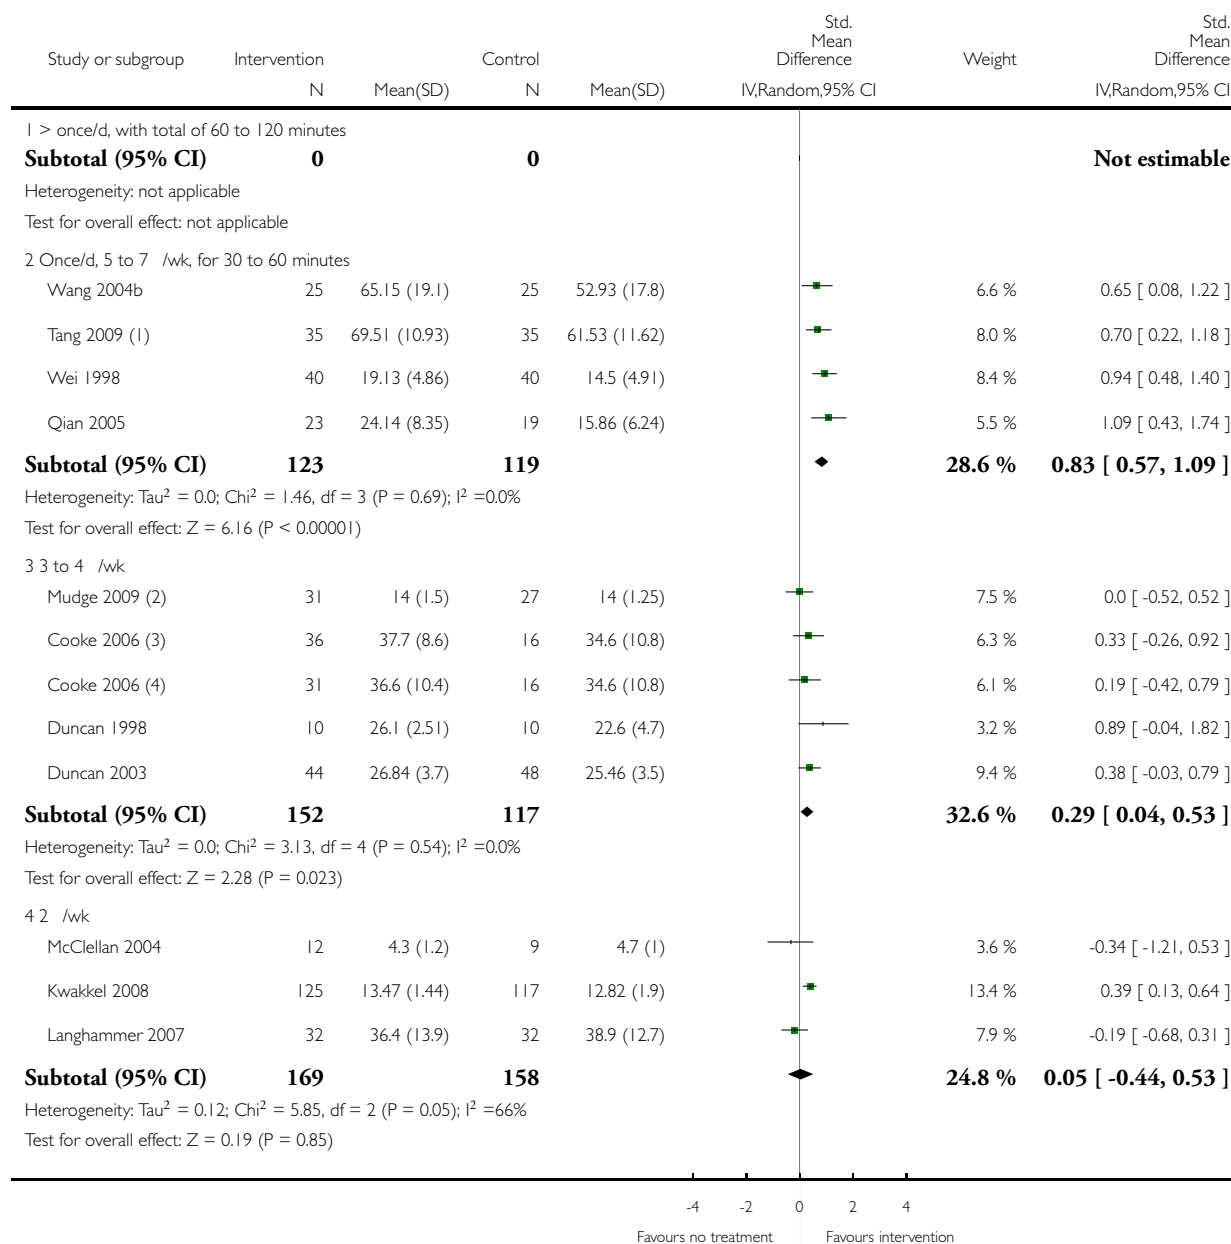 Std. Mean Difference Std. Mean Difference
Study or subgroup Intervention Control Weight
N Mean(SD) N Mean(SD) IV,Random,95% CI IV,Random,95% CI
1 > once/d, with total of 60 to 120 minutes
Subtotal (95% CI) 0 0 Not estimable
Heterogeneity: not applicable
Test for overall effect: not applicable
2 Once/d, 5 to 7 /wk, for 30 to 60 minutes
Wang 2004b 25 65.15 (19.1) 25 52.93 (17.8) 6.6 % 0.65 [ 0.08, 1.22 ]
Tang 2009 (1) 35 69.51 (10.93) 35 61.53 (11.62) 8.0 % 0.70 [ 0.22, 1.18 ]
Wei 1998 40 19.13 (4.86) 40 14.5 (4.91) 8.4 % 0.94 [ 0.48, 1.40 ]
Qian 2005 23 24.14 (8.35) 19 15.86 (6.24) 5.5 % 1.09 [ 0.43, 1.74 ]
Subtotal (95% CI) 123 119 28.6 % 0.83 [ 0.57, 1.09 ]
Heterogeneity: Tau² = 0.0; Chi² = 1.46, df = 3 (P = 0.69); I² =0.0%
Test for overall effect: Z = 6.16 (P < 0.00001)
3 3 to 4 /wk
Mudge 2009 (2) 31 14 (1.5) 27 14 (1.25) 7.5 % 0.0 [ -0.52, 0.52 ]
Cooke 2006 (3) 36 37.7 (8.6) 16 34.6 (10.8) 6.3 % 0.33 [ -0.26, 0.92 ]
Cooke 2006 (4) 31 36.6 (10.4) 16 34.6 (10.8) 6.1 % 0.19 [ -0.42, 0.79 ]
Duncan 1998 10 26.1 (2.51) 10 22.6 (4.7) 3.2 % 0.89 [ -0.04, 1.82 ]
Duncan 2003 44 26.84 (3.7) 48 25.46 (3.5) 9.4 % 0.38 [ -0.03, 0.79 ]
Subtotal (95% CI) 152 117 32.6 % 0.29 [ 0.04, 0.53 ]
Heterogeneity: Tau² = 0.0; Chi² = 3.13, df = 4 (P = 0.54); I² =0.0%
Test for overall effect: Z = 2.28 (P = 0.023)
4 2 /wk
McClellan 2004 12 4.3 (1.2) 9 4.7 (1) 3.6 % -0.34 [ -1.21, 0.53 ]
Kwakkel 2008 125 13.47 (1.44) 117 12.82 (1.9) 13.4 % 0.39 [ 0.13, 0.64 ]
Langhammer 2007 32 36.4 (13.9) 32 38.9 (12.7) 7.9 % -0.19 [ -0.68, 0.31 ]
Subtotal (95% CI) 169 158 24.8 % 0.05 [ -0.44, 0.53 ]
Heterogeneity: Tau² = 0.12; Chi² = 5.85, df = 2 (P = 0.05); I² =66%
Test for overall effect: Z = 0.19 (P = 0.85)
-4 -2 0 2 4
Favours no treatment Favours intervention